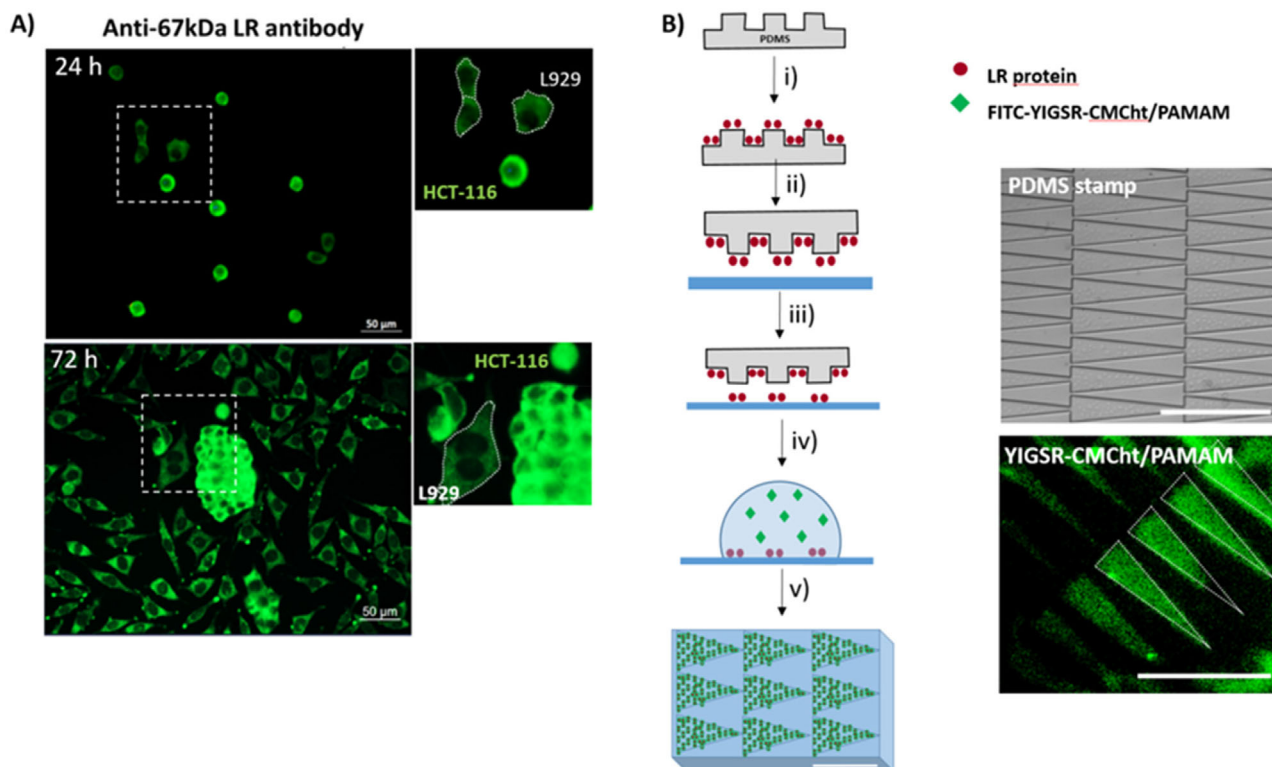 A)
Anti-67kDa LR antibody
24 h
50 µm
L929
HCT-116
72 h
50 µm
HCT-116
L929
B)
PDMS
i)
ii)
iii)
iv)
v)
LR protein
FITC-YIGSR-CMCht/PAMAM
PDMS stamp
YIGSR-CMCht/PAMAM